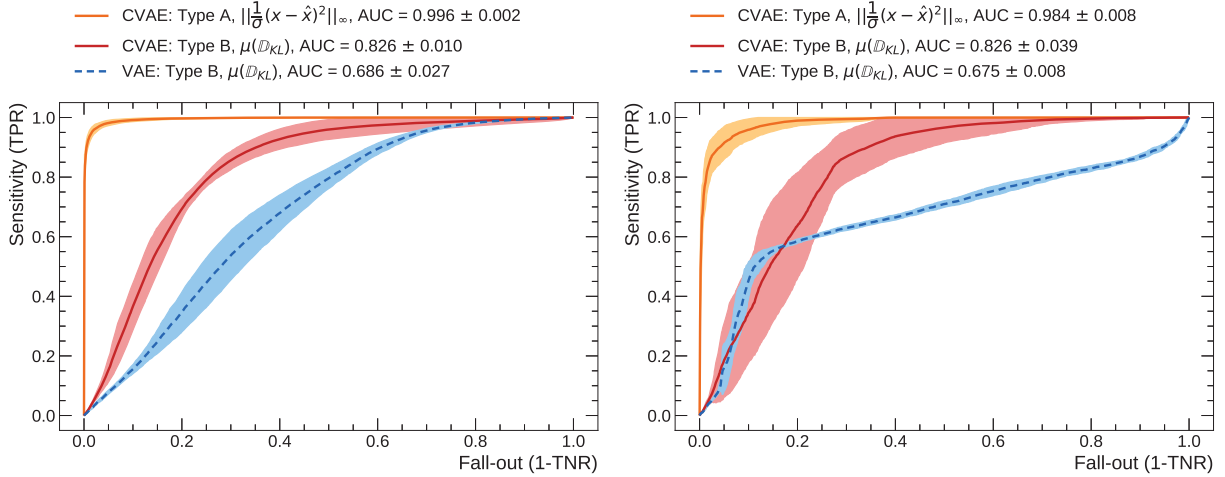 CVAE: Type A, ||1/σ(x − x̂)²||∞, AUC = 0.996 ± 0.002
CVAE: Type B, μ(𝔻KL), AUC = 0.826 ± 0.010
VAE: Type B, μ(𝔻KL), AUC = 0.686 ± 0.027
Sensitivity (TPR)
1.0
0.8
0.6
0.4
0.2
0.0
0.0 0.2 0.4 0.6 0.8 1.0
Fall-out (1-TNR)
CVAE: Type A, ||1/σ(x − x̂)²||∞, AUC = 0.984 ± 0.008
CVAE: Type B, μ(𝔻KL), AUC = 0.826 ± 0.039
VAE: Type B, μ(𝔻KL), AUC = 0.675 ± 0.008
Sensitivity (TPR)
1.0
0.8
0.6
0.4
0.2
0.0
0.0 0.2 0.4 0.6 0.8 1.0
Fall-out (1-TNR)